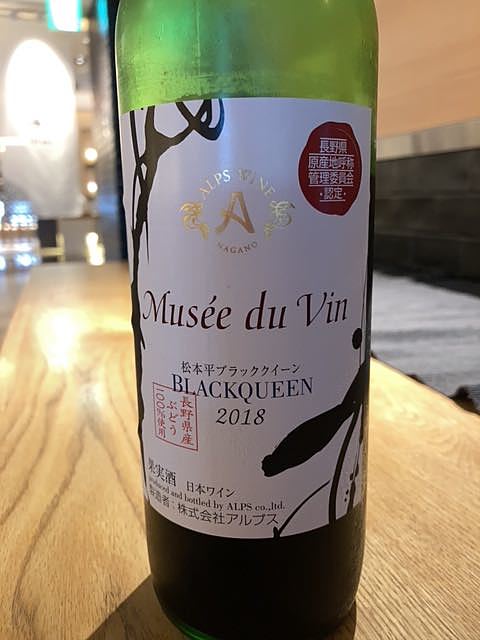 長野県
原産地呼称
管理委員会
・認定・
ALPS WINE
A
NAGANO
Musée du Vin
松本平ブラッククイーン
BLACKQUEEN
2018
長野県産
ぶどう
100%使用
果実酒 日本ワイン
produced and bottled by ALPS co.,ltd.
製造者：株式会社アルプス